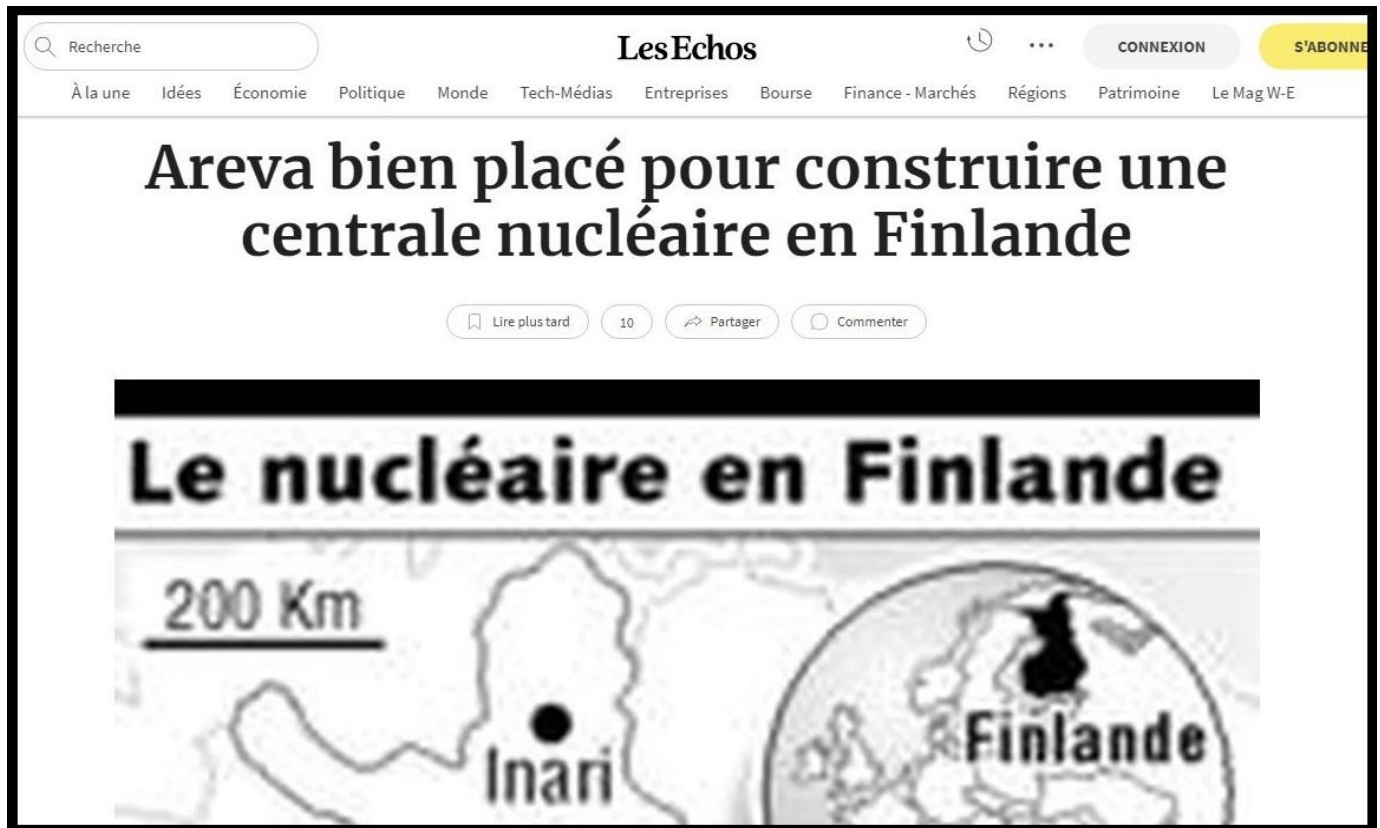 Recherche
LesEchos
CONNEXION
S'ABONNE
À la une Idées Économie Politique Monde Tech-Médias Entreprises Bourse Finance - Marchés Régions Patrimoine Le Mag W-E
Areva bien placé pour construire une
centrale nucléaire en Finlande
Lire plus tard
10
Partager
Commenter
Le nucléaire en Finlande
200 Km
Finlande
Inari